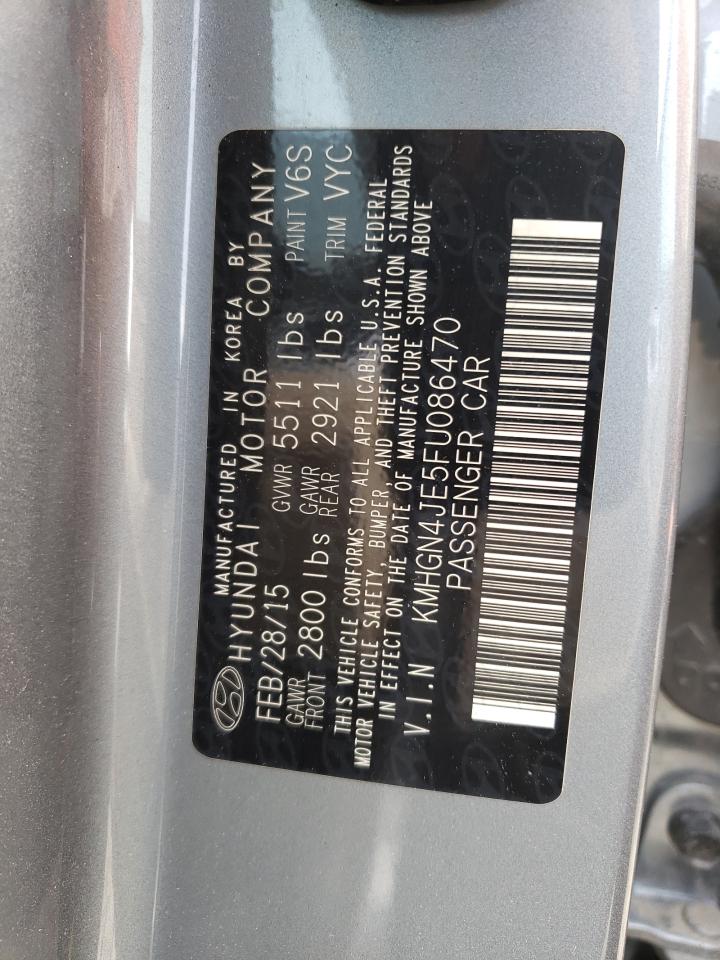 MANUFACTURED IN KOREA BY
HYUNDAI MOTOR COMPANY
FEB/28/15 GVWR 5511 lbs PAINT V6S
GAWR FRONT 2800 lbs GAWR REAR 2921 lbs TRIM VYC
THIS VEHICLE CONFORMS TO ALL APPLICABLE U.S.A. FEDERAL
MOTOR VEHICLE SAFETY, BUMPER, AND THEFT PREVENTION STANDARDS
IN EFFECT ON THE DATE OF MANUFACTURE SHOWN ABOVE
V.I.N KMHGN4JE5FU086470
PASSENGER CAR